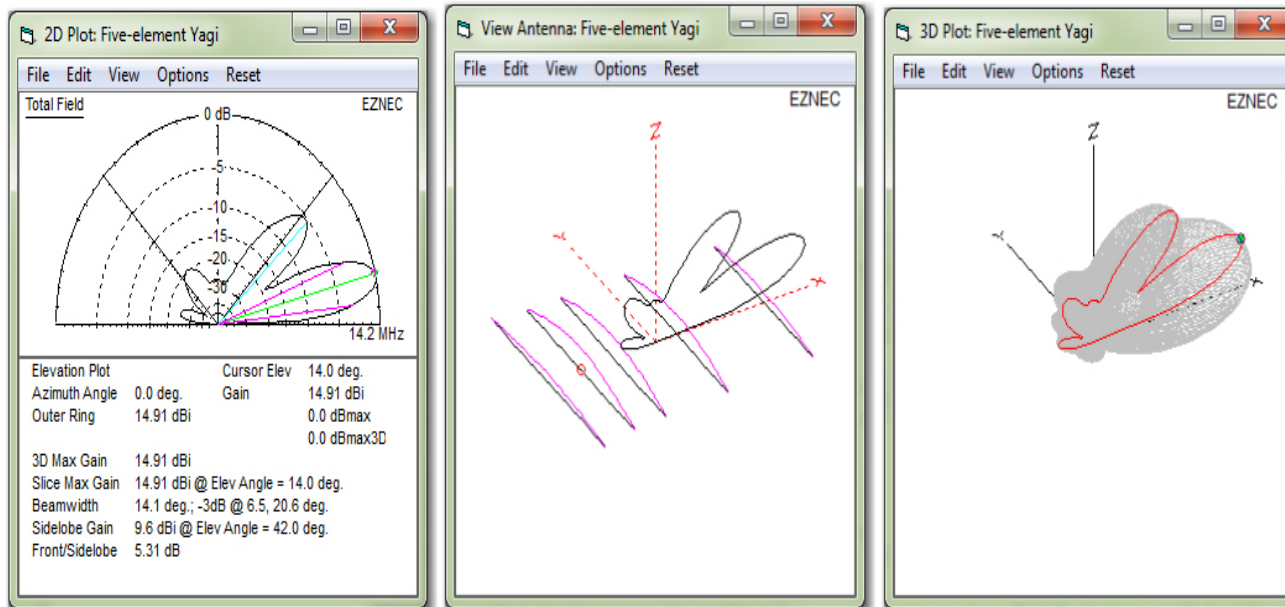 2D Plot: Five-element Yagi
File Edit View Options Reset
Total Field EZNEC
0 dB
-5
-10
-15
-20
-30
14.2 MHz
Elevation Plot Cursor Elev 14.0 deg.
Azimuth Angle 0.0 deg. Gain 14.91 dBi
Outer Ring 14.91 dBi 0.0 dBmax
0.0 dBmax3D
3D Max Gain 14.91 dBi
Slice Max Gain 14.91 dBi @ Elev Angle = 14.0 deg.
Beamwidth 14.1 deg.; -3dB @ 6.5, 20.6 deg.
Sidelobe Gain 9.6 dBi @ Elev Angle = 42.0 deg.
Front/Sidelobe 5.31 dB
View Antenna: Five-element Yagi
File Edit View Options Reset
EZNEC
Z
Y
X
3D Plot: Five-element Yagi
File Edit View Options Reset
EZNEC
Z
Y
X